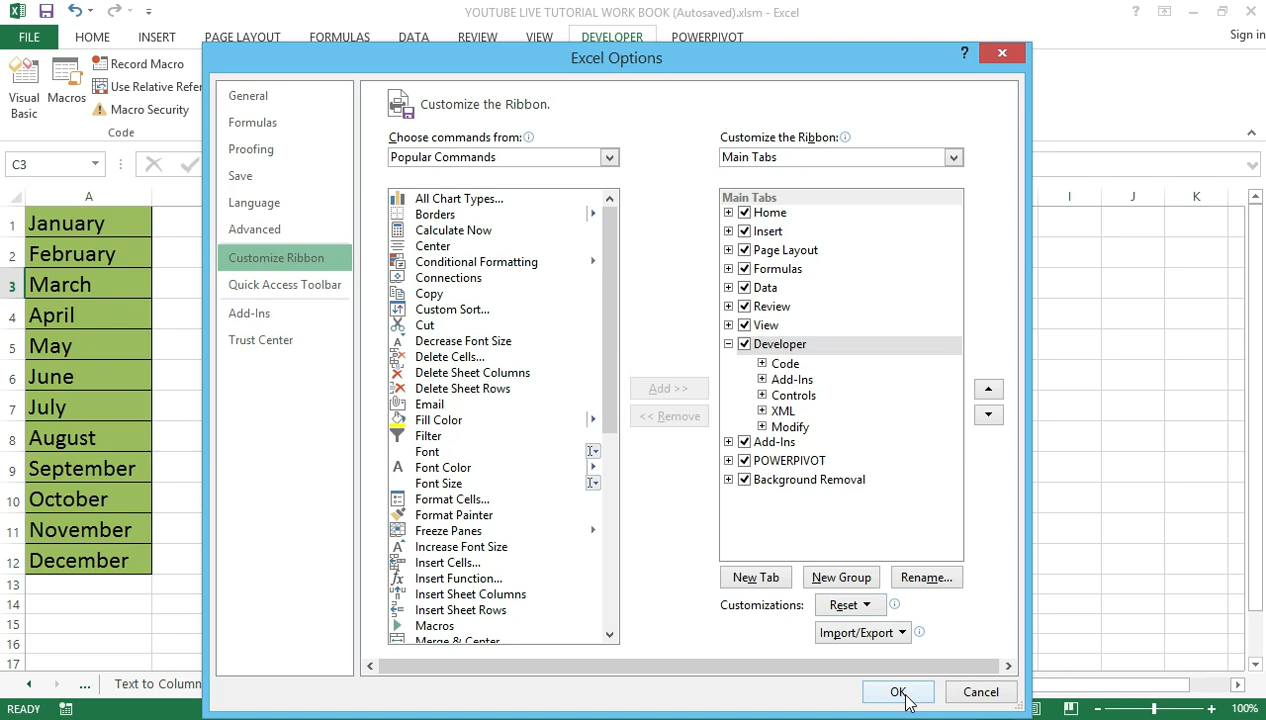 YOUTUBE LIVE TUTORIAL WORK BOOK (Autosaved).xlsm - Excel
FILE HOME INSERT PAGE LAYOUT FORMULAS DATA REVIEW VIEW DEVELOPER POWERPIVOT Sign in
Visual Basic
Macros
Record Macro
Use Relative Refer
Macro Security
Code
C3
A I J K
1 January
2 February
3 March
4 April
5 May
6 June
7 July
8 August
9 September
10 October
11 November
12 December
13
14
15
16
17
... Text to Column
READY
100%
Excel Options
General
Formulas
Proofing
Save
Language
Advanced
Customize Ribbon
Quick Access Toolbar
Add-Ins
Trust Center
Customize the Ribbon.
Choose commands from:
Popular Commands
All Chart Types...
Borders
Calculate Now
Center
Conditional Formatting
Connections
Copy
Custom Sort...
Cut
Decrease Font Size
Delete Cells...
Delete Sheet Columns
Delete Sheet Rows
Email
Fill Color
Filter
Font
Font Color
Font Size
Format Cells...
Format Painter
Freeze Panes
Increase Font Size
Insert Cells...
Insert Function...
Insert Sheet Columns
Insert Sheet Rows
Macros
Merge & Center
Add >>
<< Remove
Customize the Ribbon:
Main Tabs
Main Tabs
Home
Insert
Page Layout
Formulas
Data
Review
View
Developer
Code
Add-Ins
Controls
XML
Modify
Add-Ins
POWERPIVOT
Background Removal
New Tab New Group Rename...
Customizations: Reset
Import/Export
OK Cancel